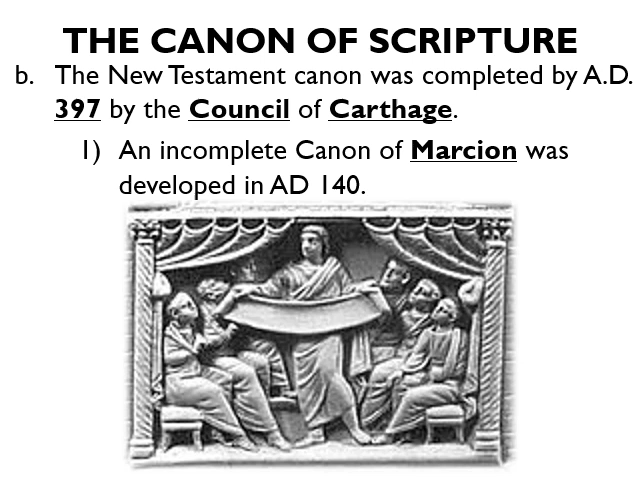 THE CANON OF SCRIPTURE
b. The New Testament canon was completed by A.D.
397 by the Council of Carthage.
1) An incomplete Canon of Marcion was
developed in AD 140.